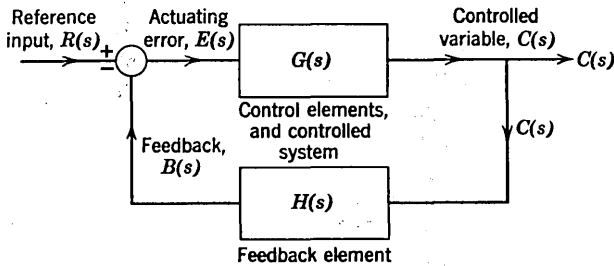 Reference
input, R(s)
+
−
Actuating
error, E(s)
G(s)
Control elements,
and controlled
system
Controlled
variable, C(s)
C(s)
C(s)
Feedback,
B(s)
H(s)
Feedback element